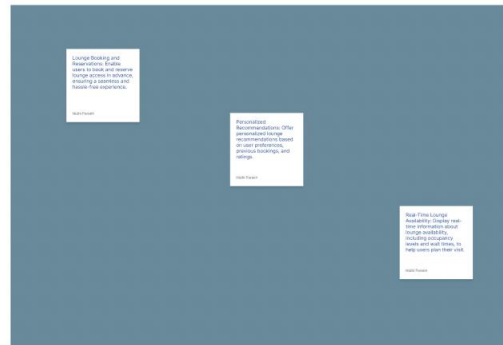 Lounge Booking and
Reservations: Enable
users to book and reserve
lounge access in advance,
ensuring a seamless and
hassle-free experience.
Personalized
Recommendations: Offer
personalized lounge
recommendations based
on user preferences,
previous bookings, and
ratings.
Real-Time Lounge
Availability: Display real-
time information about
lounge availability,
including occupancy
levels and wait times, to
help users plan their visit.